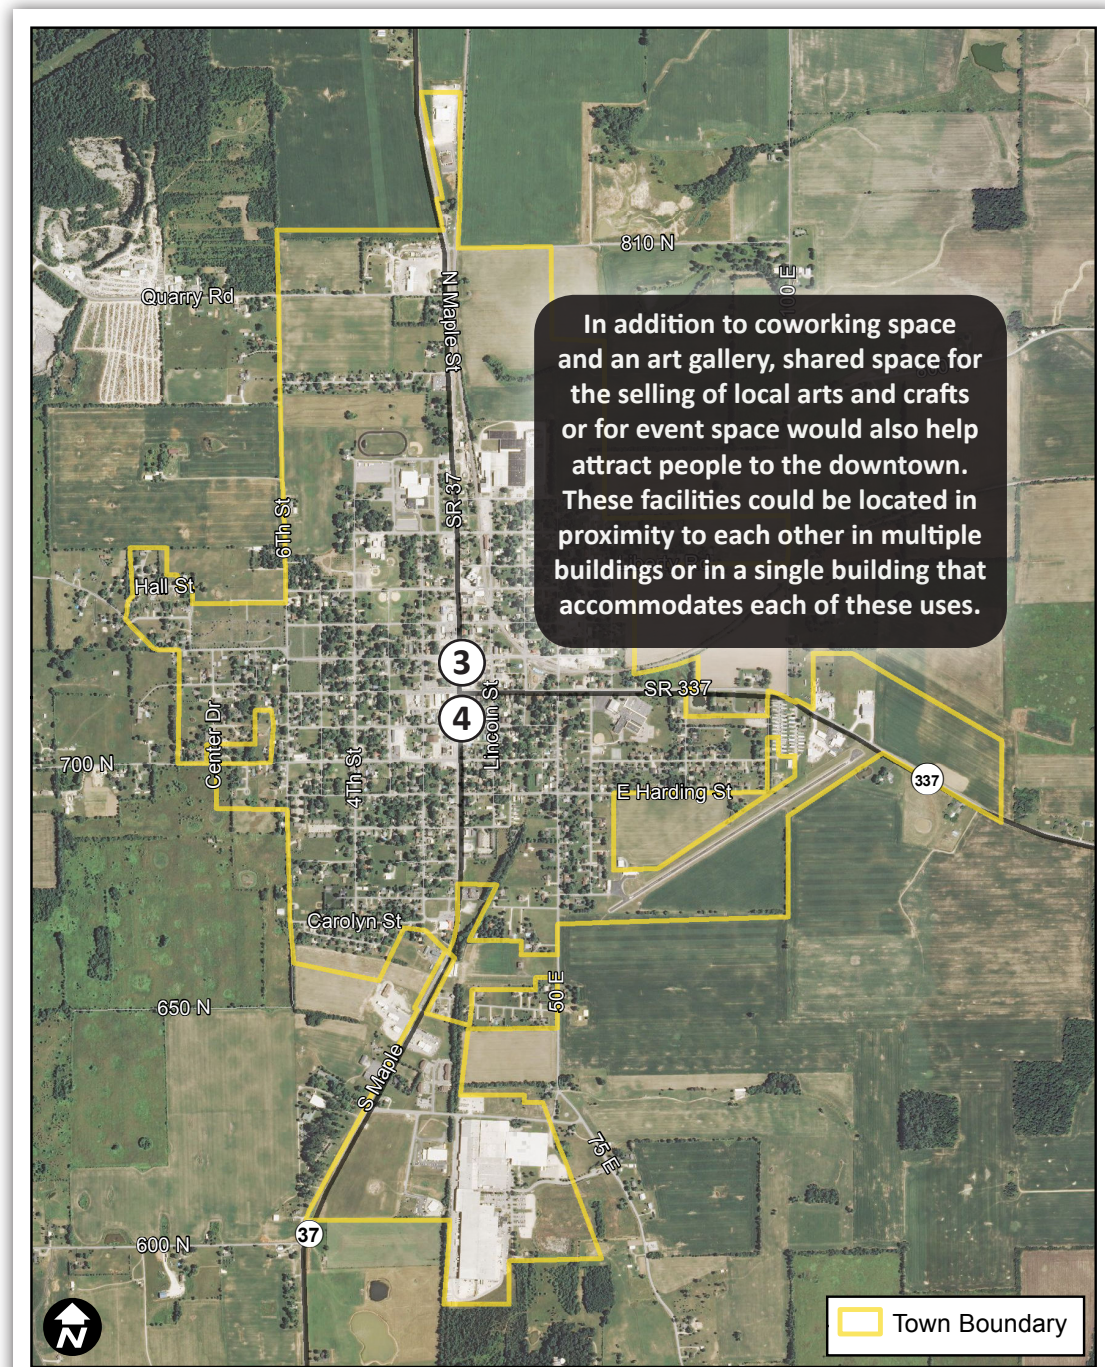 810 N
100 E
Quarry Rd
N Maple St
In addition to coworking space
and an art gallery, shared space for
the selling of local arts and crafts
or for event space would also help
attract people to the downtown.
These facilities could be located in
proximity to each other in multiple
buildings or in a single building that
accommodates each of these uses.
SR 37
6Th St
Hall St
3
SR 337
4
Lincoln St
Center Dr
700 N
4Th St
E Harding St
337
Carolyn St
650 N
50 E
S Maple
75 E
37
600 N
N
Town Boundary